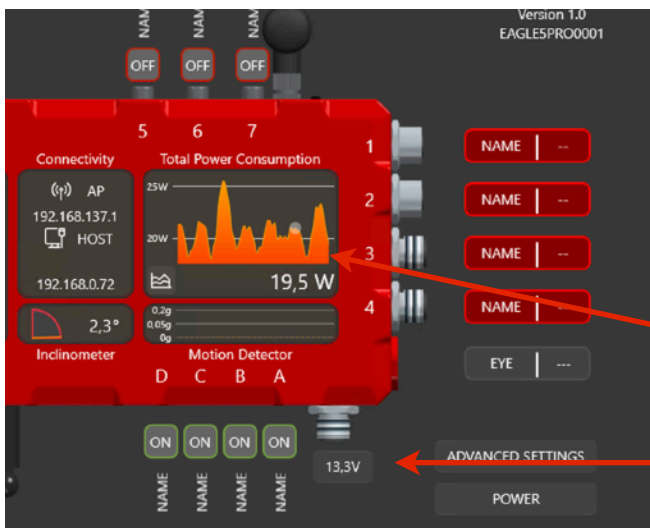 Version 1.0
EAGLE5PRO0001
NAME
NAME
NAME
OFF
OFF
OFF
5
6
7
Connectivity
Total Power Consumption
1
NAME
--
AP
25W
2
NAME
--
192.168.137.1
HOST
20W
3
NAME
--
192.168.0.72
19,5 W
4
NAME
--
2,3°
0,2g
0,05g
0g
Inclinometer
Motion Detector
EYE
---
D
C
B
A
ON
ON
ON
ON
13,3V
ADVANCED SETTINGS
NAME
NAME
NAME
NAME
POWER